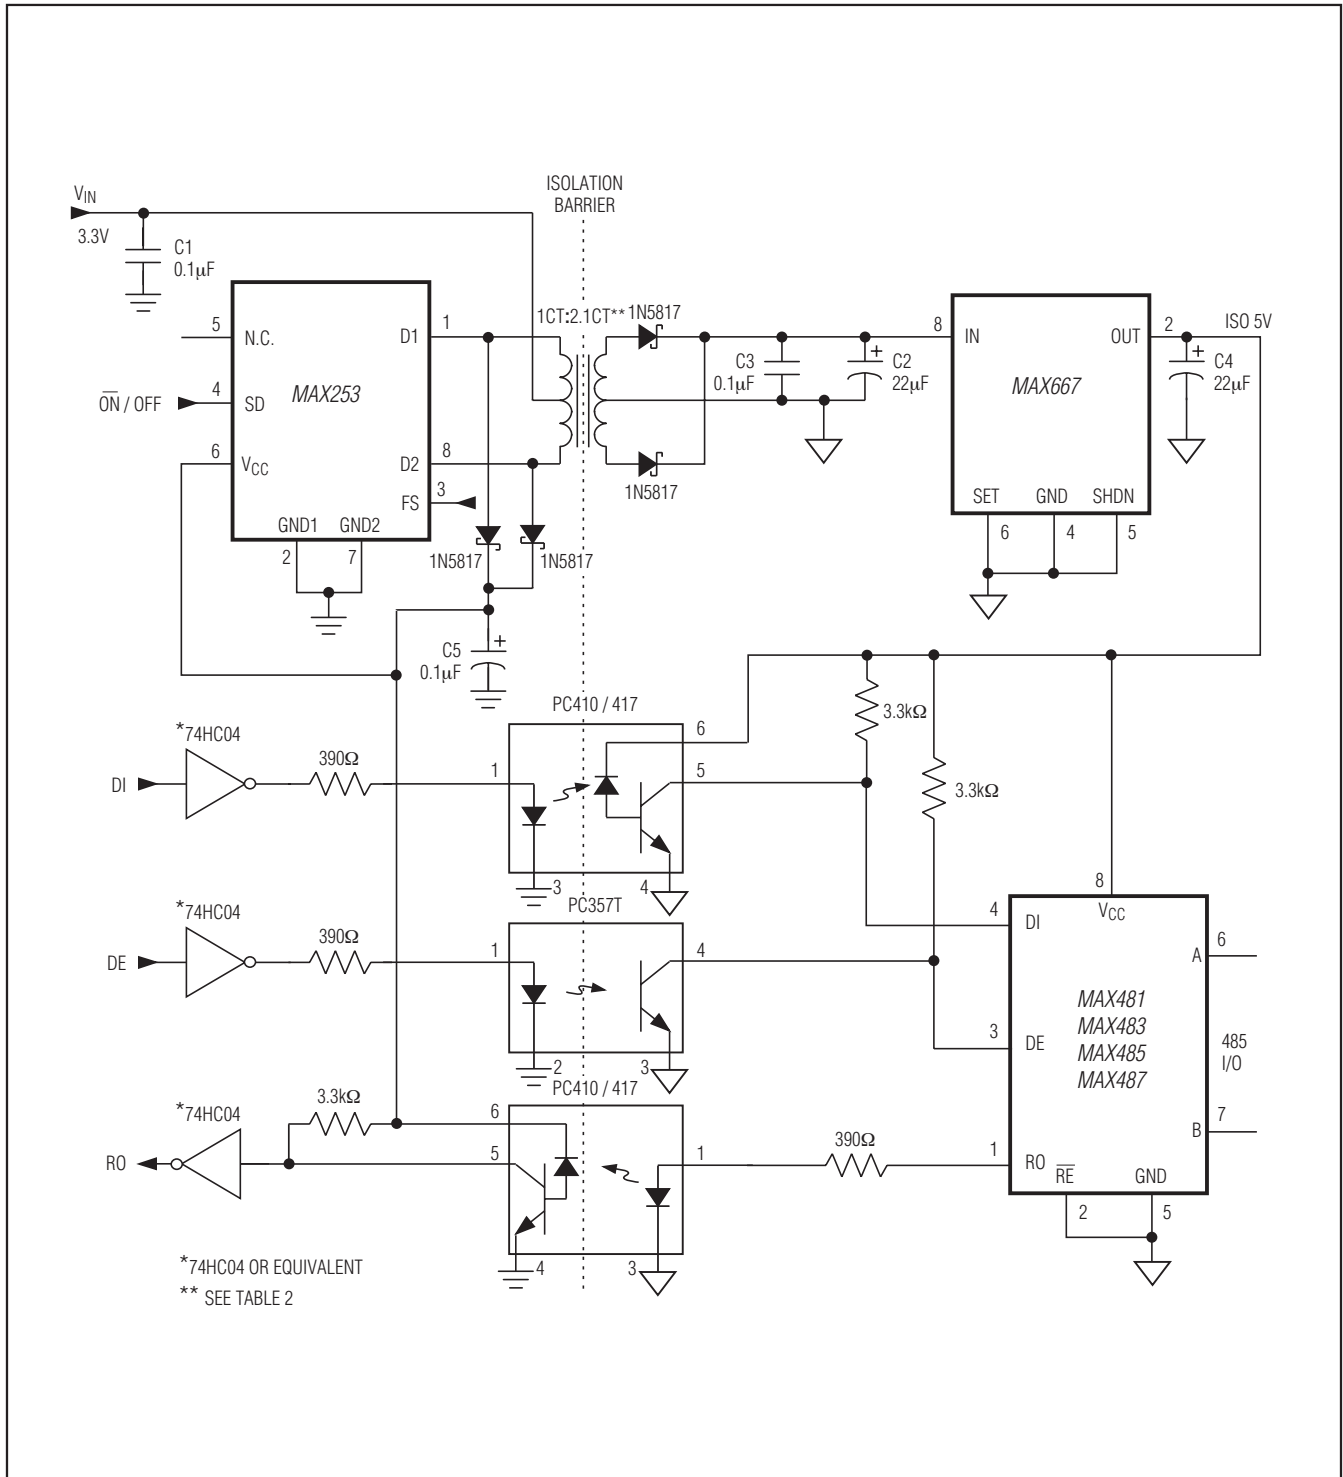 ISOLATION
BARRIER
VIN
3.3V
C1
0.1µF
5
N.C.
4
ON / OFF
SD
6
VCC
MAX253
D1
1
D2
8
FS
3
GND1
GND2
2
7
1CT:2.1CT**
1N5817
1N5817
1N5817
1N5817
C3
0.1µF
C2
22µF
8
IN
MAX667
OUT
2
ISO 5V
C4
22µF
SET
GND
SHDN
6
4
5
C5
0.1µF
PC410 / 417
6
5
1
3
4
3.3kΩ
3.3kΩ
*74HC04
DI
390Ω
PC357T
*74HC04
DE
390Ω
1
4
2
3
PC410 / 417
*74HC04
RO
3.3kΩ
6
5
1
4
3
390Ω
8
VCC
4
DI
3
DE
1
RO
RE
GND
2
5
MAX481
MAX483
MAX485
MAX487
A
6
B
7
485
I/O
*74HC04 OR EQUIVALENT
** SEE TABLE 2